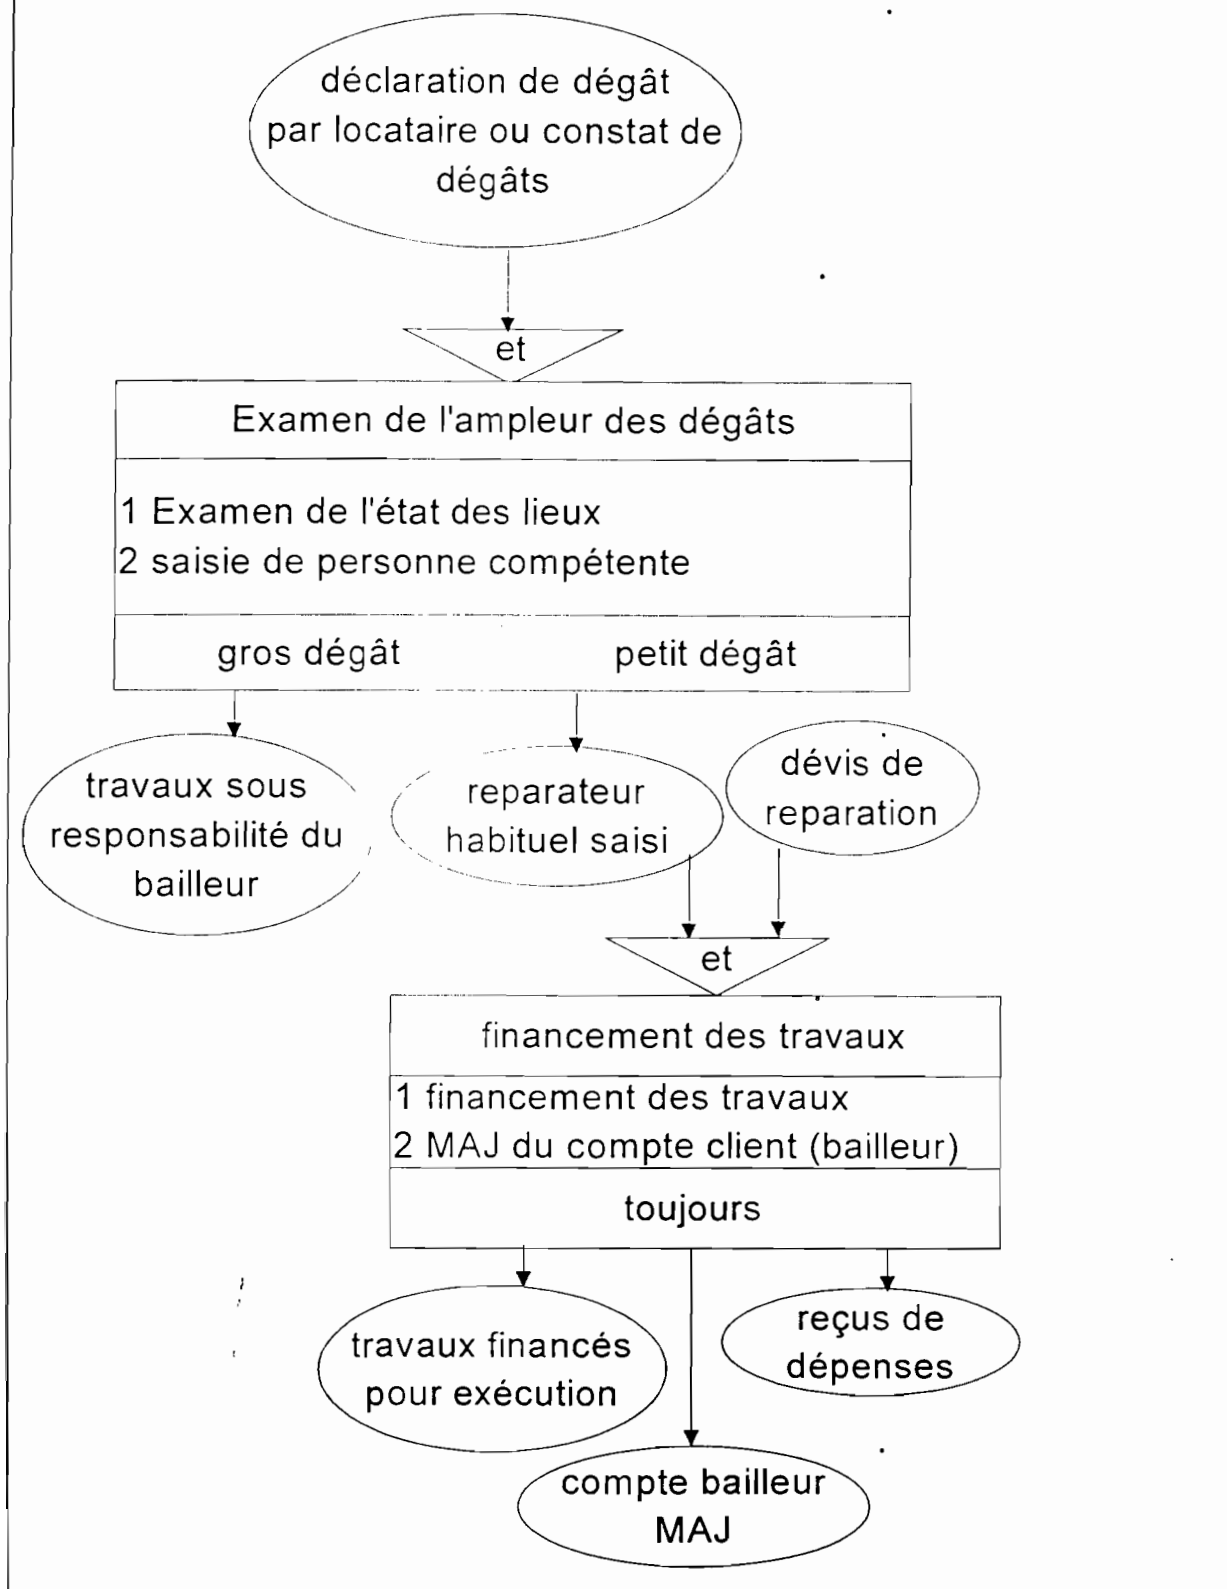 déclaration de dégât
par locataire ou constat de
dégâts
et
Examen de l'ampleur des dégâts
1 Examen de l'état des lieux
2 saisie de personne compétente
gros dégât
petit dégât
travaux sous
responsabilité du
bailleur
reparateur
habituel saisi
dévis de
reparation
et
financement des travaux
1 financement des travaux
2 MAJ du compte client (bailleur)
toujours
travaux financés
pour exécution
reçus de
dépenses
compte bailleur
MAJ